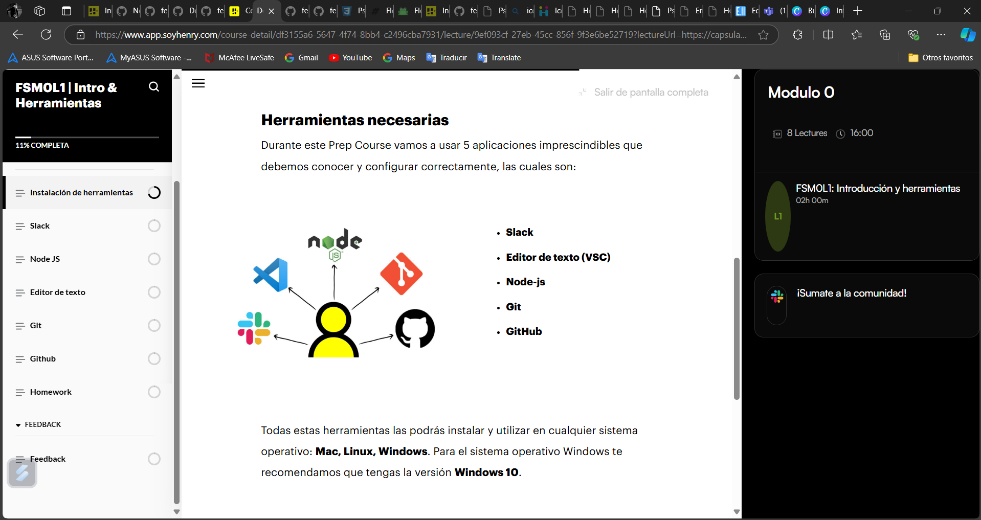 https://www.app.soyhenry.com/course-detail/df3155a6-5647-4f74-8bb4-c2496cba7931/lecture/9ef093cf-27eb-45cc-856f-9f3e6be52719?lectureUrl=https://capsula...
ASUS Software Port...
MyASUS Software ...
McAfee LiveSafe
Gmail
YouTube
Maps
Traducir
Translate
Otros favoritos
FSM0L1 | Intro &
Herramientas
11% COMPLETA
Instalación de herramientas
Slack
Node JS
Editor de texto
Git
Github
Homework
FEEDBACK
Feedback
Salir de pantalla completa
Herramientas necesarias
Durante este Prep Course vamos a usar 5 aplicaciones imprescindibles que
debemos conocer y configurar correctamente, las cuales son:
node
JS
• Slack
• Editor de texto (VSC)
• Node-js
• Git
• GitHub
Todas estas herramientas las podrás instalar y utilizar en cualquier sistema
operativo: Mac, Linux, Windows. Para el sistema operativo Windows te
recomendamos que tengas la versión Windows 10.
Modulo 0
8 Lectures
16:00
L1
FSM0L1: Introducción y herramientas
02h 00m
¡Sumate a la comunidad!